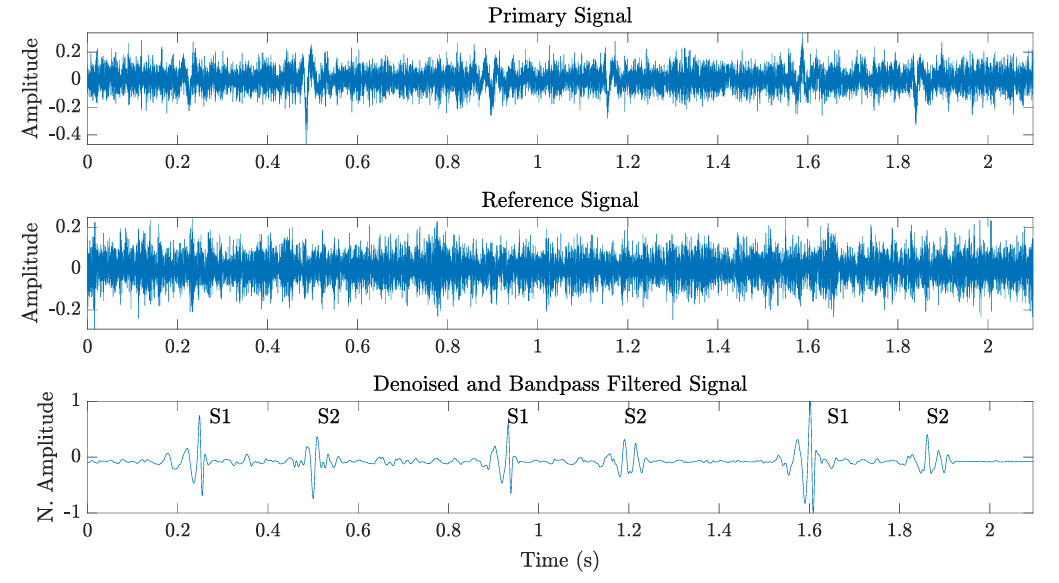 Primary Signal
Amplitude
0.2
0
-0.2
-0.4
0 0.2 0.4 0.6 0.8 1 1.2 1.4 1.6 1.8 2
Reference Signal
Amplitude
0.2
0
-0.2
0 0.2 0.4 0.6 0.8 1 1.2 1.4 1.6 1.8 2
Denoised and Bandpass Filtered Signal
N. Amplitude
1
0
-1
S1 S2 S1 S2 S1 S2
0 0.2 0.4 0.6 0.8 1 1.2 1.4 1.6 1.8 2
Time (s)